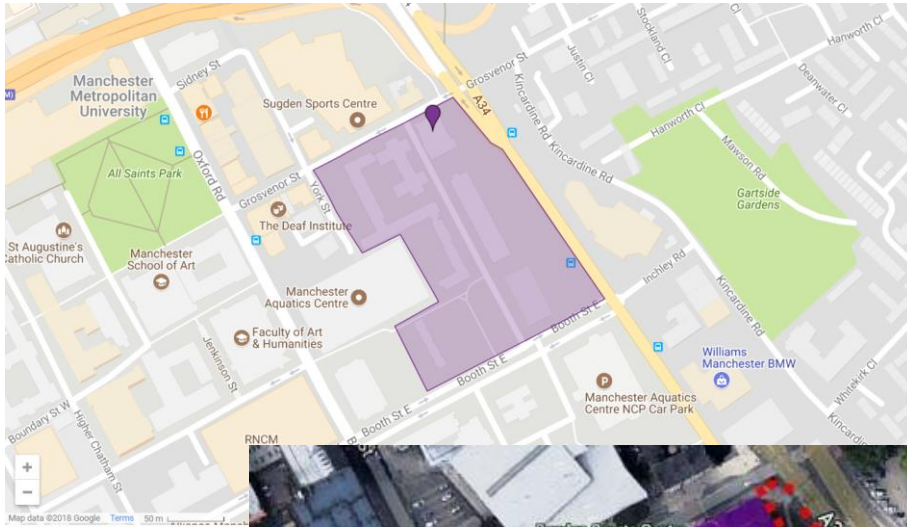 M)
Manchester
Metropolitan
University
Sidney St
Sugden Sports Centre
Grosvenor St
A34
Kincardine Rd
Stockland Cl
Justin Cl
Hanworth Cl
Deanwater Cl
Hanworth Cl
Mawson Rd
Gartside
Gardens
Kincardine Rd
All Saints Park
Oxford Rd
Grosvenor St
York St
The Deaf Institute
St Augustine's
Catholic Church
Manchester
School of Art
Manchester
Aquatics Centre
Inchley Rd
Booth St E
Faculty of Art
& Humanities
Jenkinson St
Kincardine Rd
Williams
Manchester BMW
Whitekirk Cl
Booth St E
Manchester Aquatics
Centre NCP Car Park
Boundary St W
Higher Chatham St
Booth St E
RNCM
+
−
Map data ©2018 Google Terms 50 m